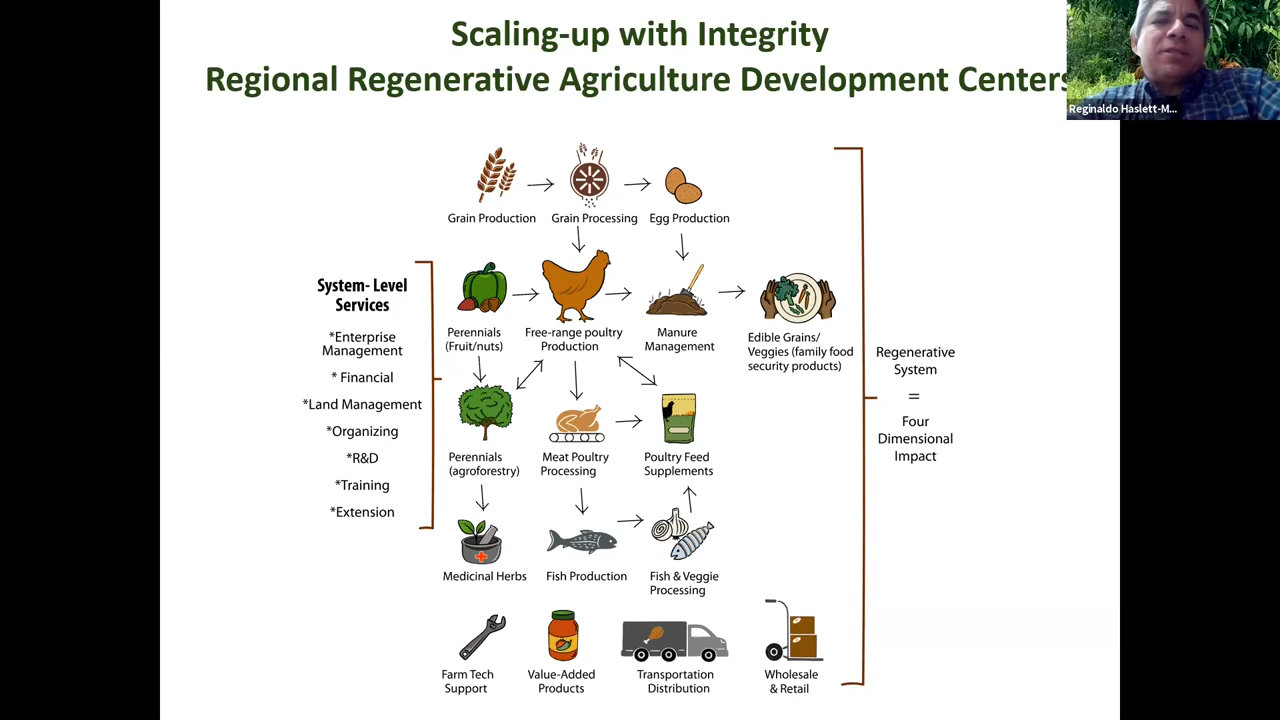 Scaling-up with Integrity
Regional Regenerative Agriculture Development Centers
Reginaldo Haslett-M...
Grain Production
Grain Processing
Egg Production
System- Level
Services
*Enterprise
Management
* Financial
*Land Management
*Organizing
*R&D
*Training
*Extension
Perennials
(Fruit/nuts)
Free-range poultry
Production
Manure
Management
Edible Grains/
Veggies (family food
security products)
Perennials
(agroforestry)
Meat Poultry
Processing
Poultry Feed
Supplements
Medicinal Herbs
Fish Production
Fish & Veggie
Processing
Farm Tech
Support
Value-Added
Products
Transportation
Distribution
Wholesale
& Retail
Regenerative
System
=
Four
Dimensional
Impact